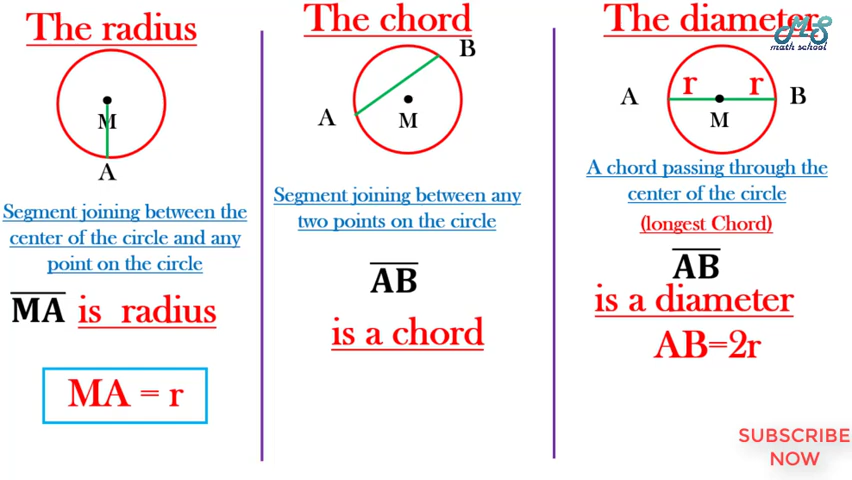 The radius
M
A
Segment joining between the
center of the circle and any
point on the circle
MA is radius
MA = r
The chord
B
A
M
Segment joining between any
two points on the circle
AB
is a chord
The diameter
MS
math school
r r
A B
M
A chord passing through the
center of the circle
(longest Chord)
AB
is a diameter
AB=2r
SUBSCRIBE
NOW